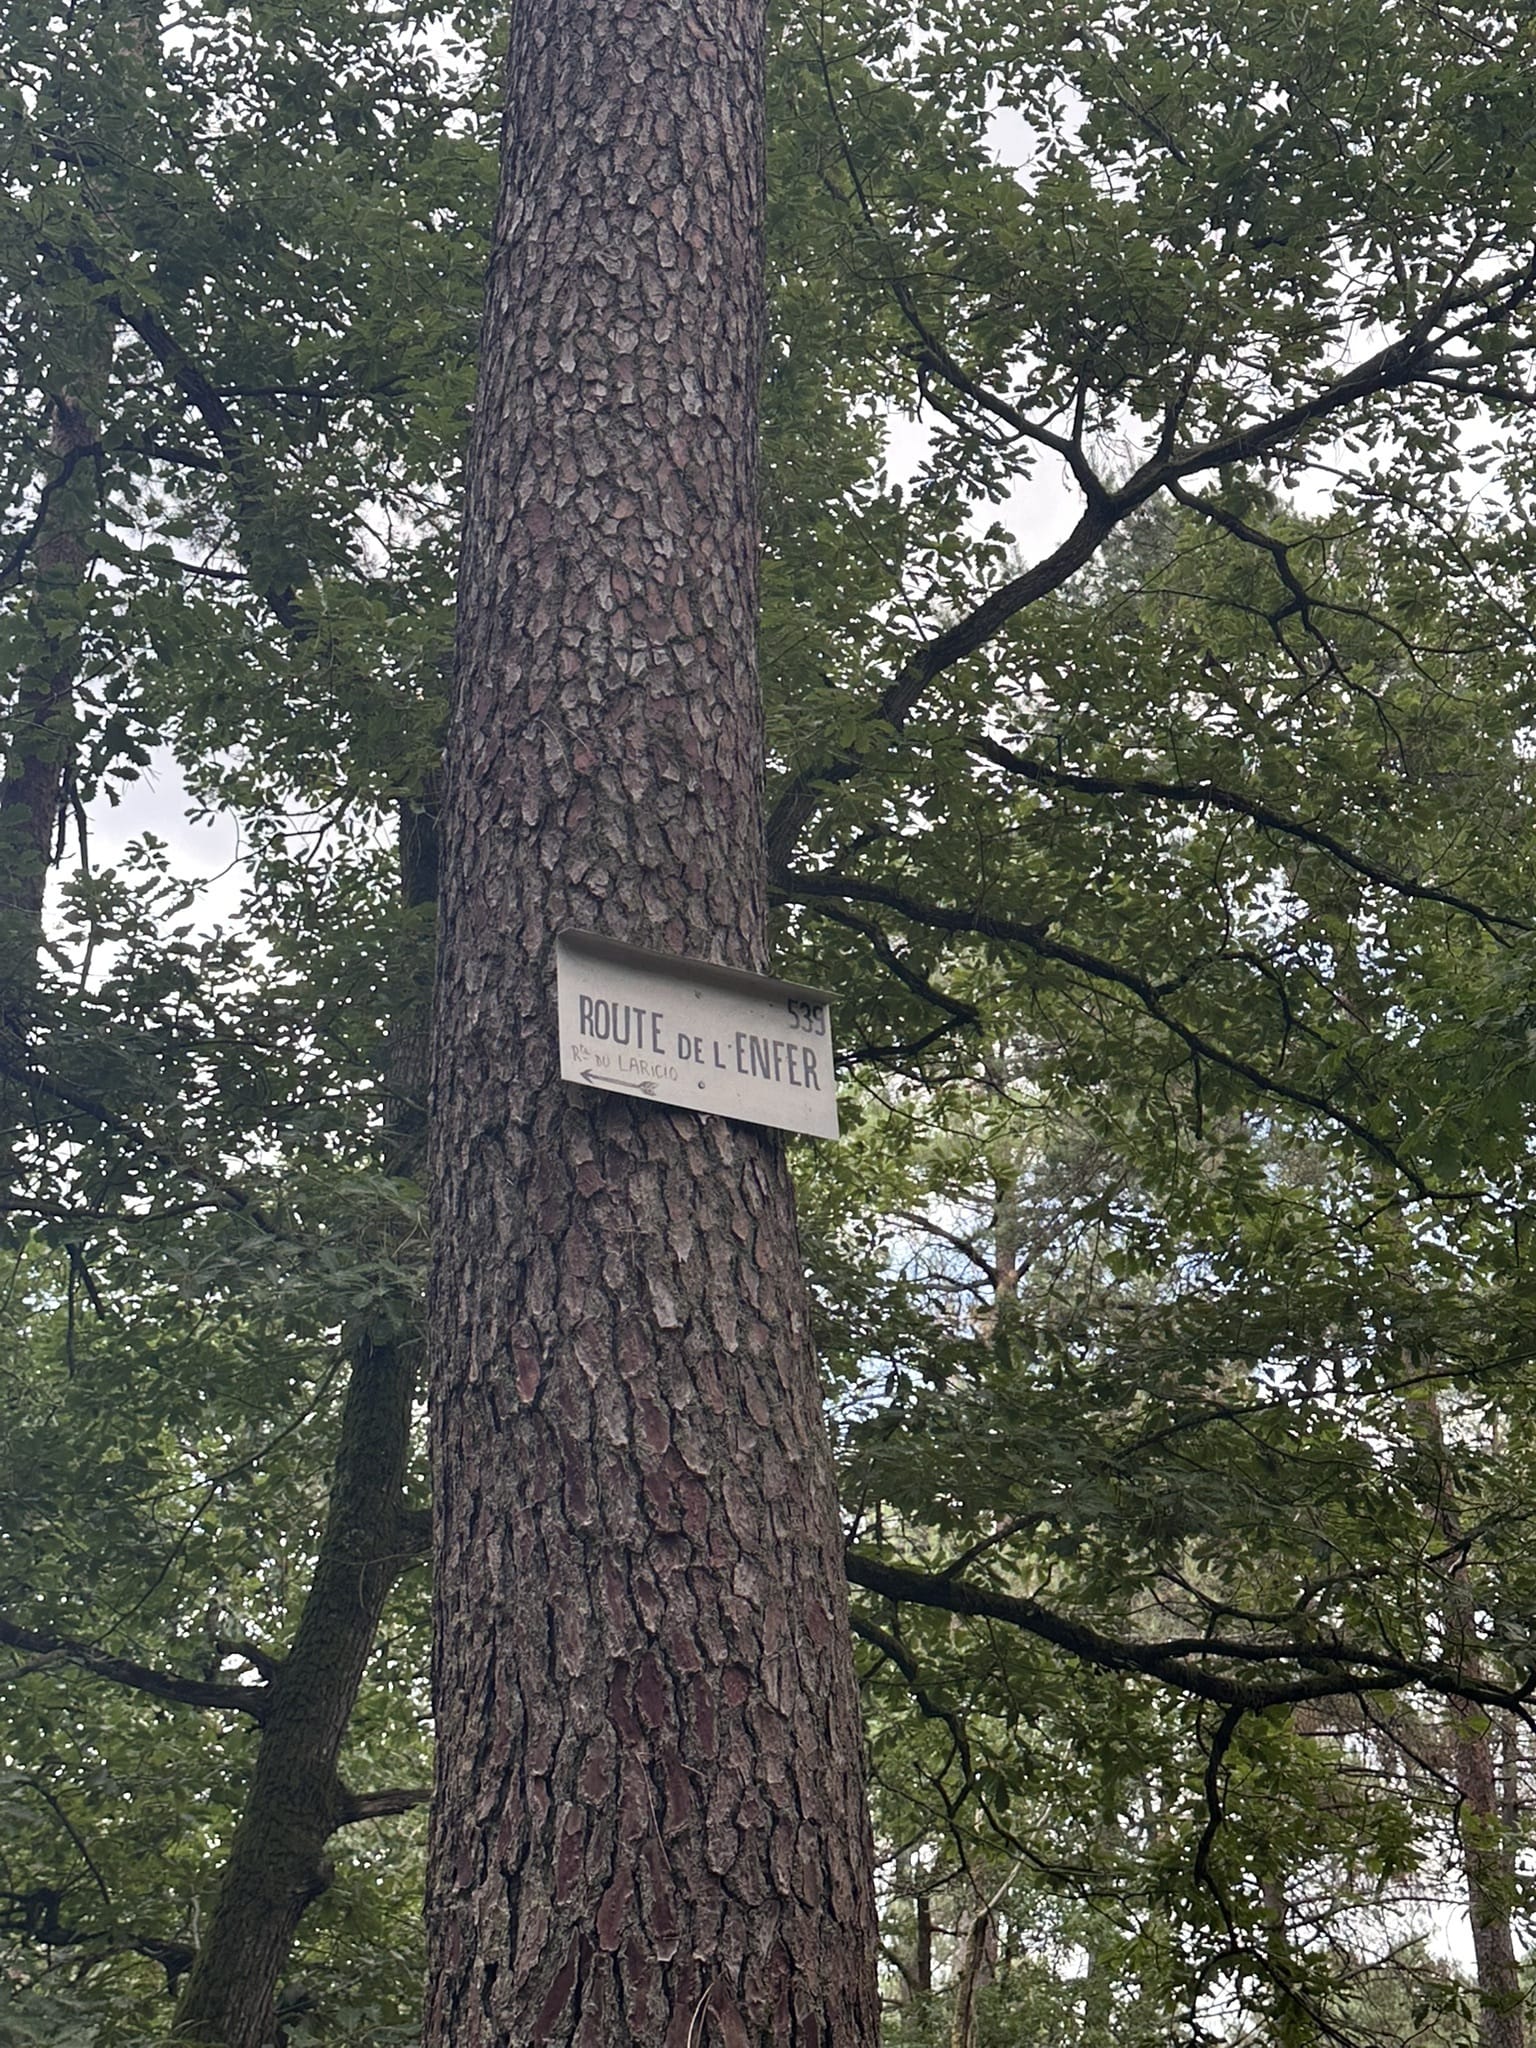 539
ROUTE DE L'ENFER
Rte DU LARICIO